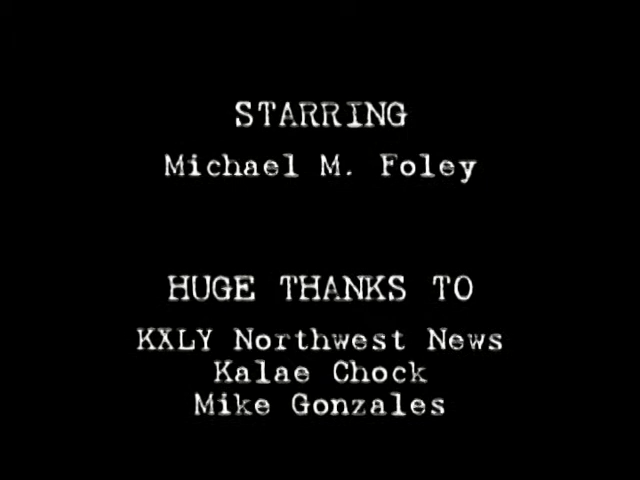 STARRING
Michael M. Foley
HUGE THANKS TO
KXLY Northwest News
Kalae Chock
Mike Gonzales